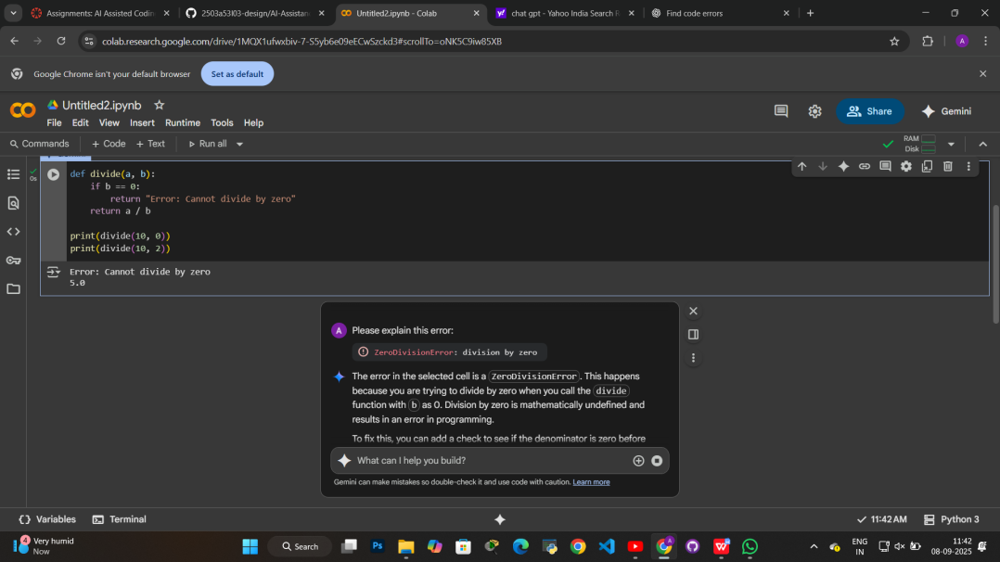 Assignments: AI Assisted Codin
2503a53l03-design/AI-Assistan
Untitled2.ipynb - Colab
chat gpt - Yahoo India Search R
Find code errors
colab.research.google.com/drive/1MQX1ufwxbiv-7-S5yb6e09eECwSzckd3#scrollTo=oNK5C9iw85XB
A
Google Chrome isn't your default browser
Set as default
Untitled2.ipynb
File Edit View Insert Runtime Tools Help
Share
Gemini
Commands + Code + Text Run all
RAM
Disk
0s
def divide(a, b):
    if b == 0:
        return "Error: Cannot divide by zero"
    return a / b
print(divide(10, 0))
print(divide(10, 2))
Error: Cannot divide by zero
5.0
A Please explain this error:
ZeroDivisionError: division by zero
The error in the selected cell is a ZeroDivisionError. This happens
because you are trying to divide by zero when you call the divide
function with b as 0. Division by zero is mathematically undefined and
results in an error in programming.
To fix this, you can add a check to see if the denominator is zero before
What can I help you build?
Gemini can make mistakes so double-check it and use code with caution. Learn more
Variables Terminal
11:42 AM Python 3
4
Very humid
Now
Search
Ps
ENG
IN
11:42
08-09-2025